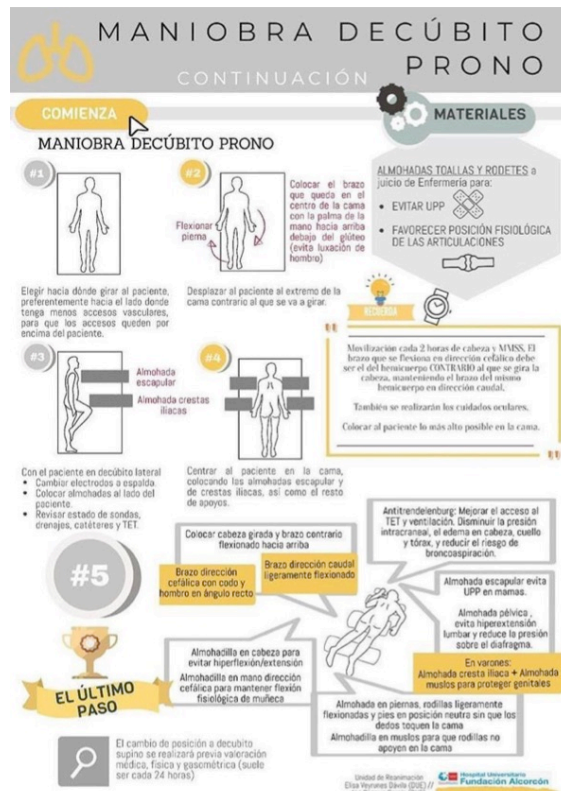 MANIOBRA DECÚBITO
PRONO
CONTINUACIÓN
COMIENZA
MANIOBRA DECÚBITO PRONO
MATERIALES
#1
#2
Flexionar
pierna
Colocar el brazo
que queda en el
centro de la cama
con la palma de la
mano hacia arriba
debajo del glúteo
(evita luxación de
hombro)
ALMOHADAS TOALLAS Y RODETES a
juicio de Enfermería para:
• EVITAR UPP
• FAVORECER POSICIÓN FISIOLÓGICA
DE LAS ARTICULACIONES
Elegir hacia dónde girar al paciente,
preferentemente hacia el lado donde
tenga menos accesos vasculares,
para que los accesos queden por
encima del paciente.
Desplazar al paciente al extremo de la
cama contrario al que se va a girar.
RECUERDA
Movilización cada 2 horas de cabeza y MMSS. El
brazo que se flexiona en dirección cefálico debe
ser el del hemicuerpo CONTRARIO al que se gira la
cabeza, manteniendo el brazo del mismo
hemicuerpo en dirección caudal.
También se realizarán los cuidados oculares.
Colocar al paciente lo más alto posible en la cama.
#3
Almohada
escapular
Almohada crestas
ilíacas
#4
Con el paciente en decúbito lateral
• Cambiar electrodos a espalda.
• Colocar almohadas al lado del
paciente.
• Revisar estado de sondas,
drenajes, catéteres y TET.
Centrar al paciente en la cama,
colocando las almohadas escapular y
de crestas ilíacas, así como el resto
de apoyos.
#5
Colocar cabeza girada y brazo contrario
flexionado hacia arriba
Brazo dirección
cefálica con codo y
hombro en ángulo recto
Brazo dirección caudal
ligeramente flexionado
Antitrendelenburg: Mejorar el acceso al
TET y ventilación. Disminuir la presión
intracraneal, el edema en cabeza, cuello
y tórax, y reducir el riesgo de
broncoaspiración.
Almohada escapular evita
UPP en mamas.
Almohada pélvica ,
evita hiperextensión
lumbar y reduce la presión
sobre el diafragma.
En varones:
Almohada cresta ilíaca + Almohada
muslos para proteger genitales
Almohadilla en cabeza para
evitar hiperflexión/extensión
Almohadilla en mano dirección
cefálica para mantener flexión
fisiológica de muñeca
Almohada en piernas, rodillas ligeramente
flexionadas y pies en posición neutra sin que los
dedos toquen la cama
Almohadilla en muslos para que rodillas no
apoyen en la cama
EL ÚLTIMO
PASO
El cambio de posición a decubito
supino se realizará previa valoración
médica, física y gasométrica (suele
ser cada 24 horas)
Unidad de Reanimación
Elisa Veyrunes Dávila (DUE) //
Hospital Universitario
Fundación Alcorcón